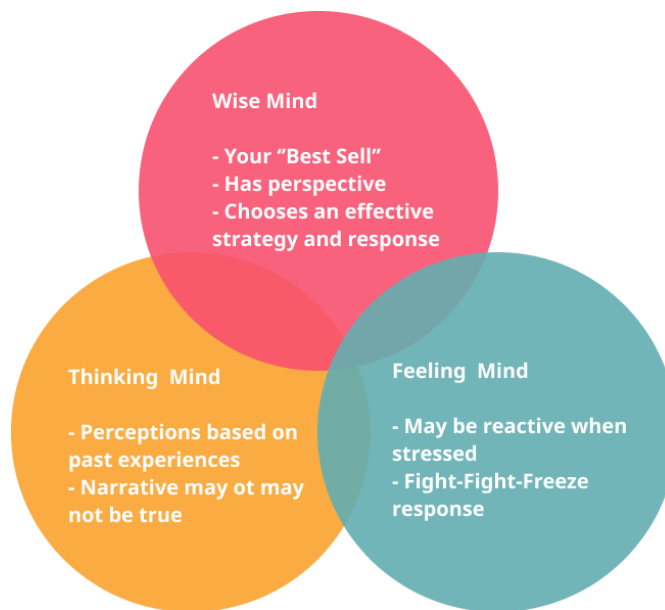 Wise Mind
- Your “Best Sell”
- Has perspective
- Chooses an effective
strategy and response
Thinking  Mind
- Perceptions based on
past experiences
- Narrative may ot may
not be true
Feeling  Mind
- May be reactive when
stressed
- Fight-Fight-Freeze
response